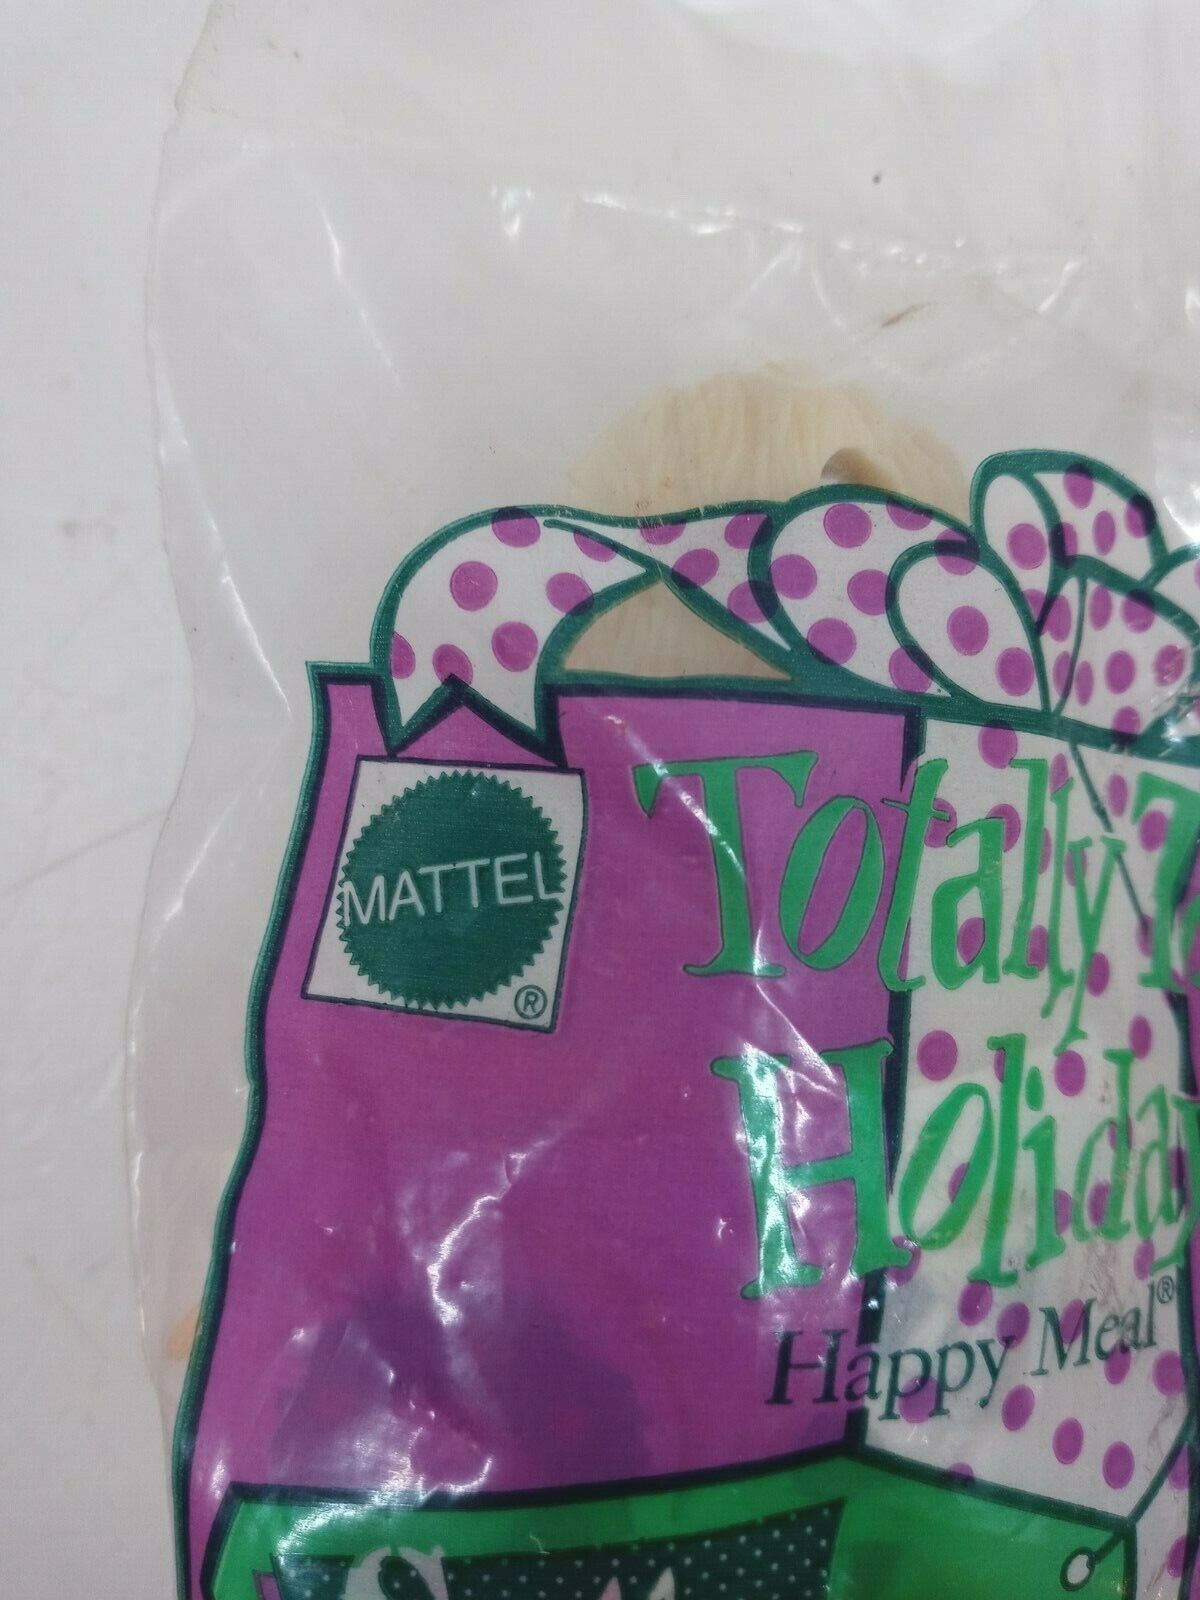 MATTEL
®
Totally T
Holiday
Happy Meal®
S